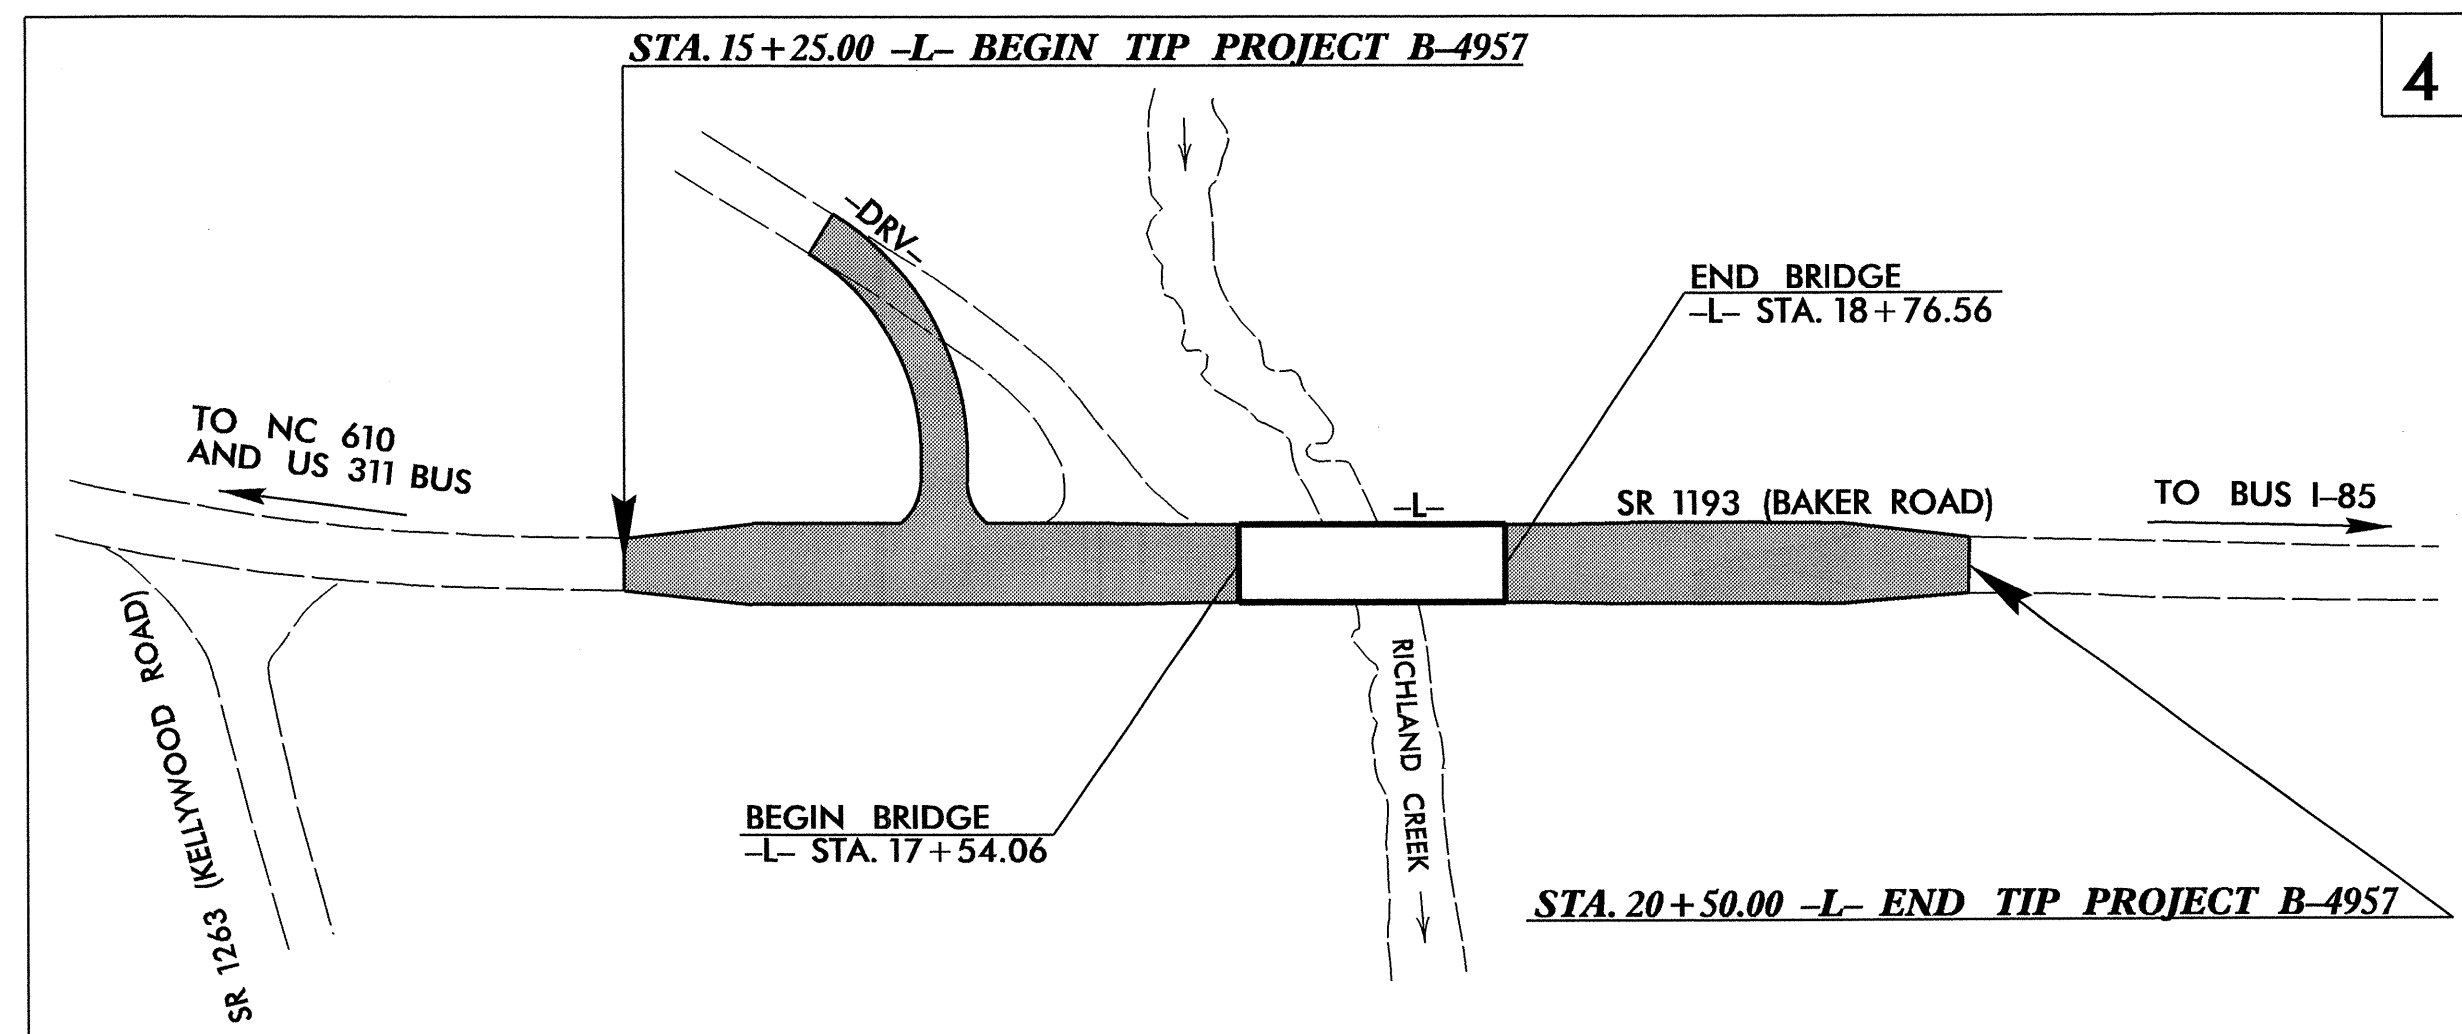 STA. 15+25.00 –L– BEGIN TIP PROJECT B–4957
4
–DRV–
END BRIDGE
–L– STA. 18+76.56
TO NC 610
AND US 311 BUS
–L–
SR 1193 (BAKER ROAD)
TO BUS I–85
SR 1263 (KELLYWOOD ROAD)
RICHLAND CREEK
BEGIN BRIDGE
–L– STA. 17+54.06
STA. 20+50.00 –L– END TIP PROJECT B–4957